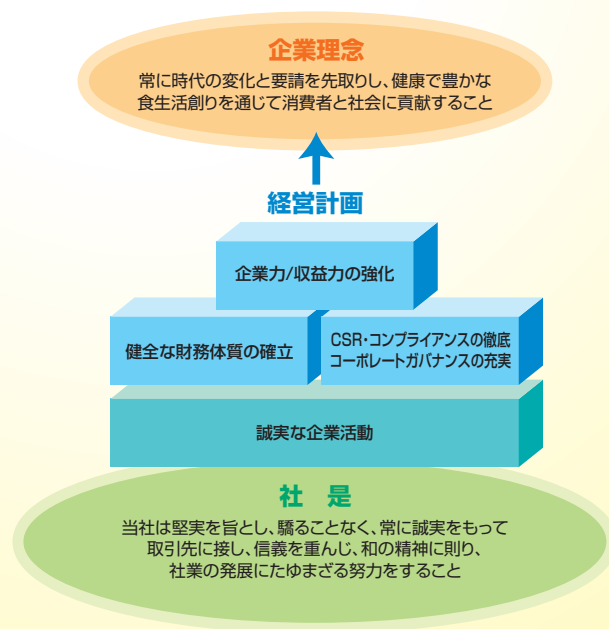 企業理念
常に時代の変化と要請を先取りし、健康で豊かな
食生活創りを通じて消費者と社会に貢献すること
経営計画
企業力/収益力の強化
健全な財務体質の確立
CSR・コンプライアンスの徹底
コーポレートガバナンスの充実
誠実な企業活動
社 是
当社は堅実を旨とし、驕ることなく、常に誠実をもって
取引先に接し、信義を重んじ、和の精神に則り、
社業の発展にたゆまざる努力をすること